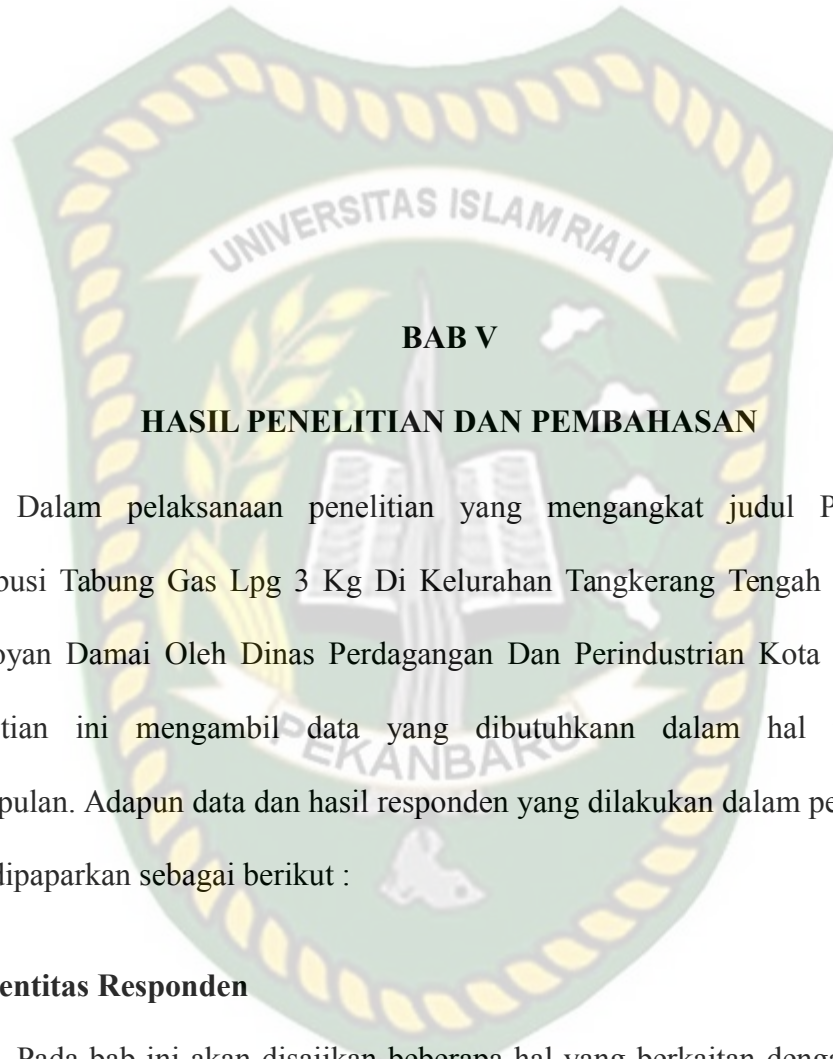 UNIVERSITAS ISLAM RIAU
BAB V
HASIL PENELITIAN DAN PEMBAHASAN
Dalam pelaksanaan penelitian yang mengangkat judul P
busi Tabung Gas Lpg 3 Kg Di Kelurahan Tangkerang Tengah
oyan Damai Oleh Dinas Perdagangan Dan Perindustrian Kota
tian ini mengambil data yang dibutuhkann dalam hal
PEKANBARU
pulan. Adapun data dan hasil responden yang dilakukan dalam pe
dipaparkan sebagai berikut :
entitas Responden
Pada bab ini akan disajikan beberapa hal yang berkaitan denga